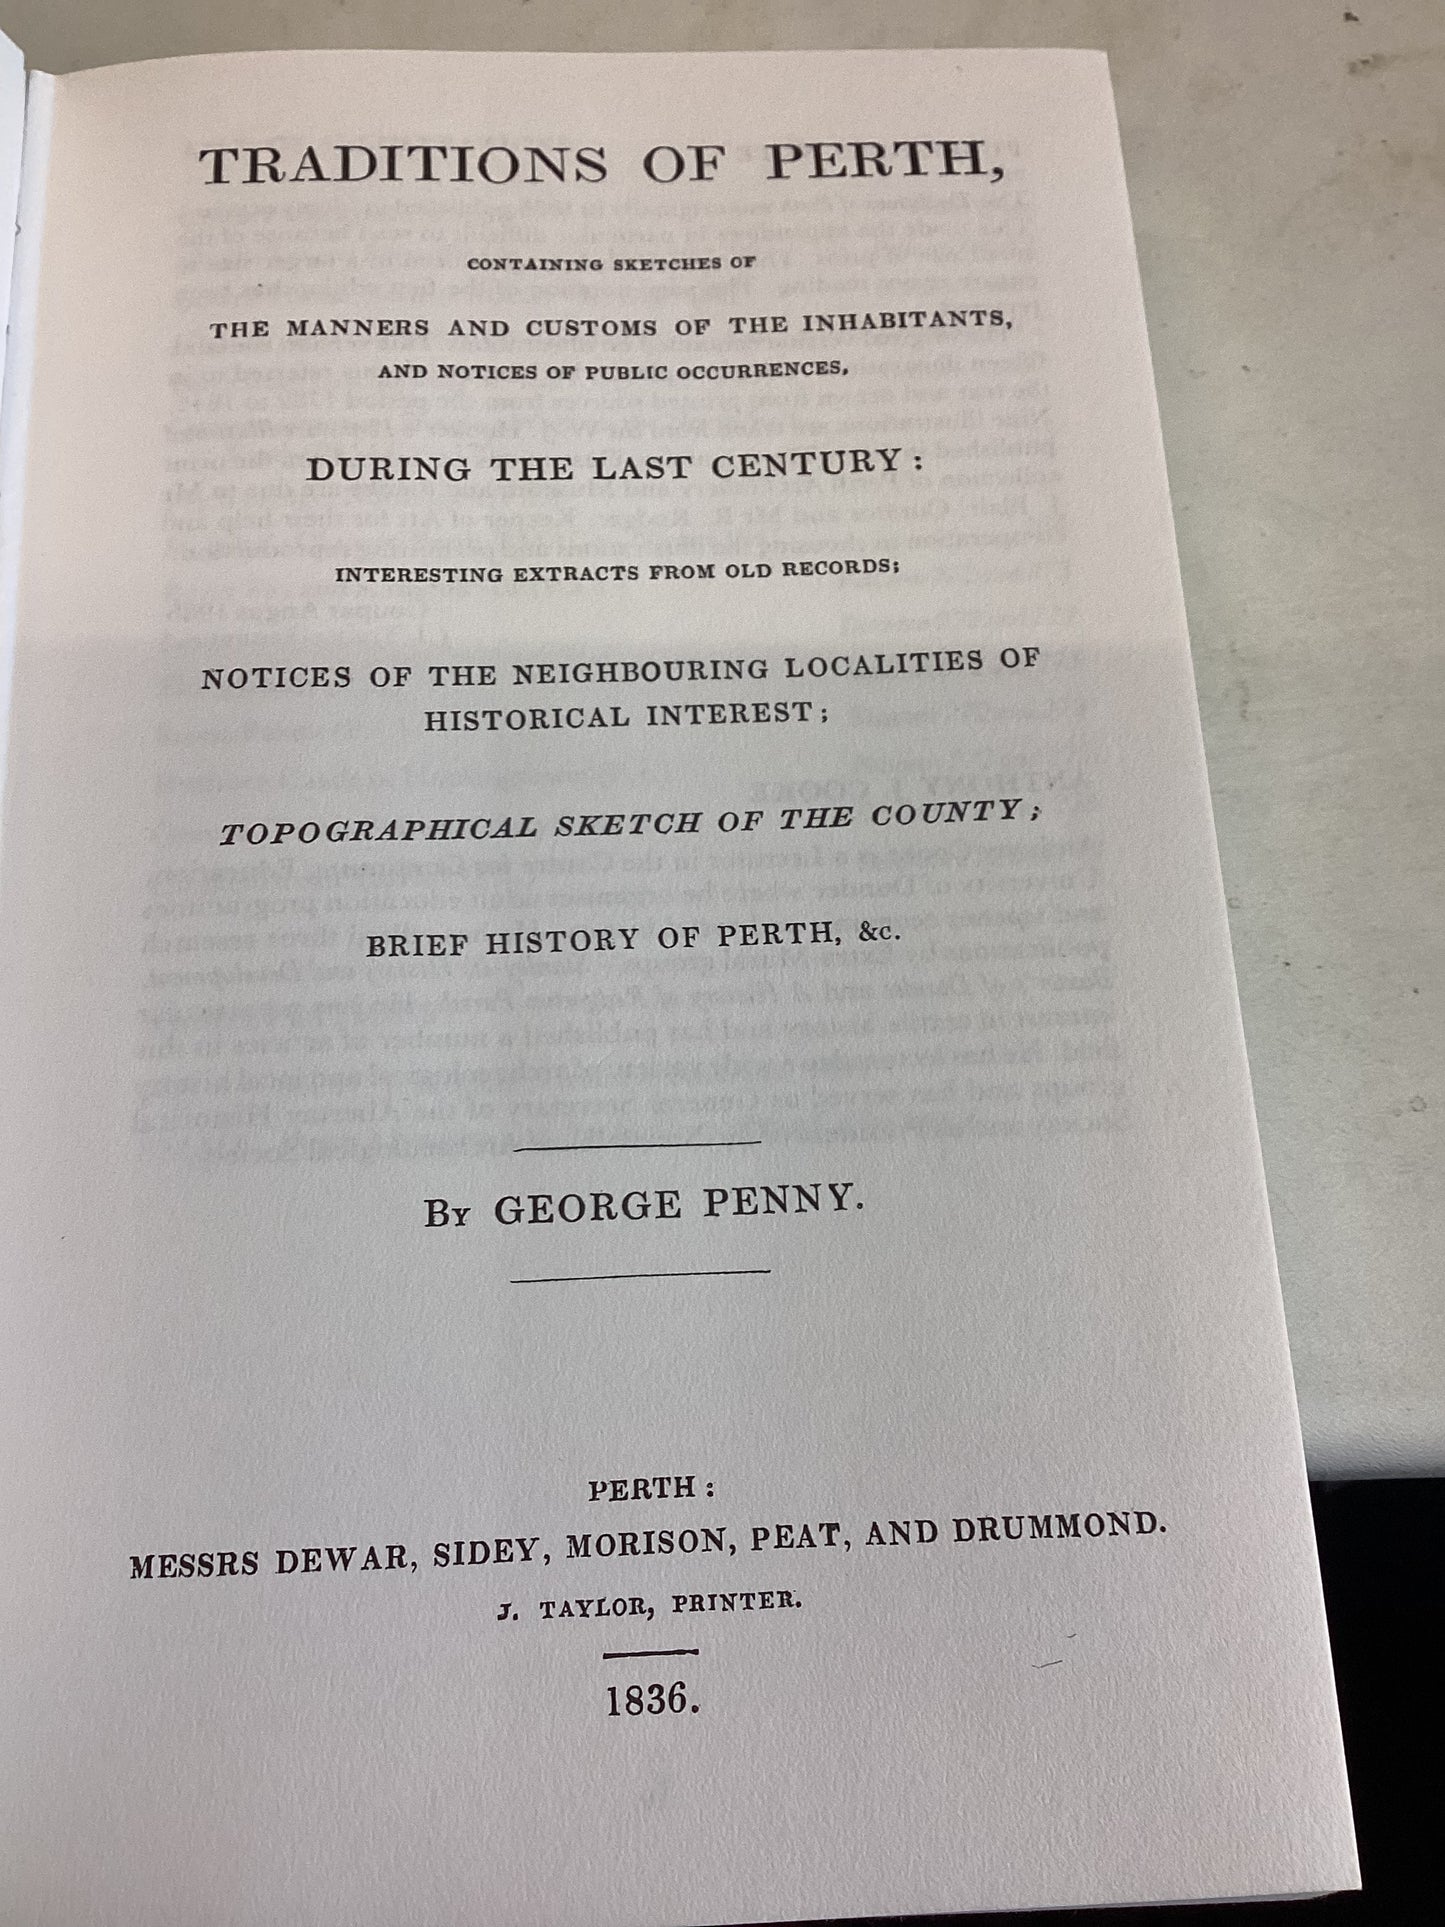 TRADITIONS OF PERTH,
CONTAINING SKETCHES OF
THE MANNERS AND CUSTOMS OF THE INHABITANTS,
AND NOTICES OF PUBLIC OCCURRENCES,
DURING THE LAST CENTURY:
INTERESTING EXTRACTS FROM OLD RECORDS;
NOTICES OF THE NEIGHBOURING LOCALITIES OF
HISTORICAL INTEREST;
TOPOGRAPHICAL SKETCH OF THE COUNTY;
BRIEF HISTORY OF PERTH, &c.
BY GEORGE PENNY.
PERTH:
MESSRS DEWAR, SIDEY, MORISON, PEAT, AND DRUMMOND.
J. TAYLOR, PRINTER.
1836.